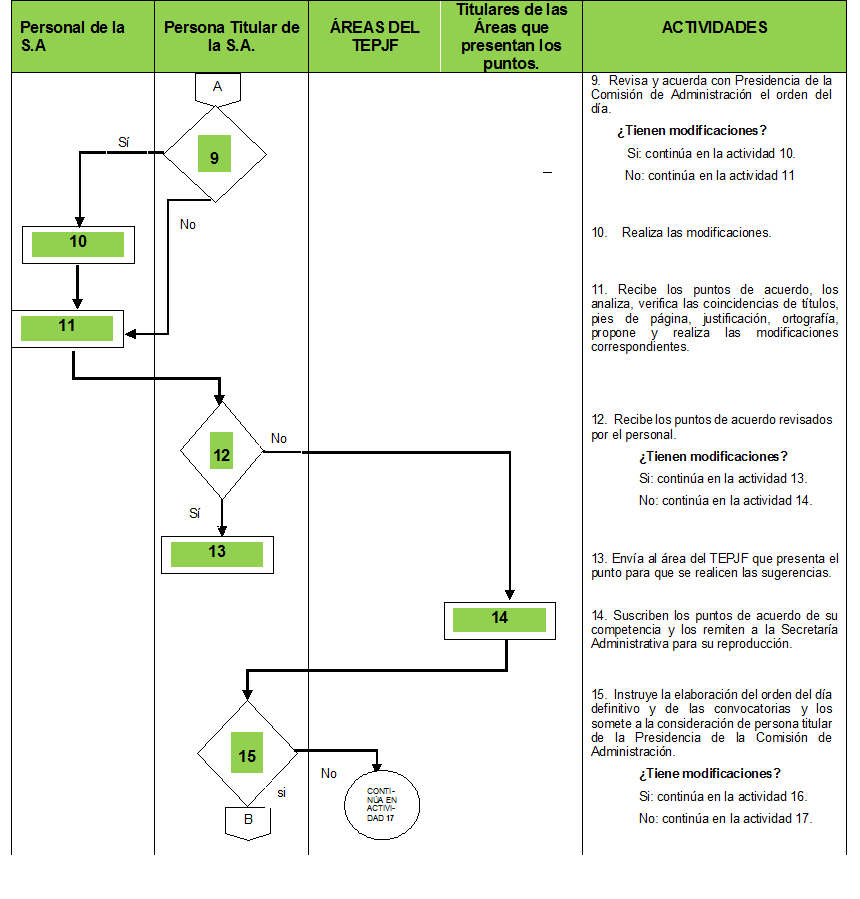 Personal de la
S.A
Persona Titular de
la S.A.
ÁREAS DEL
TEPJF
Titulares de las
Áreas que
presentan los
puntos.
ACTIVIDADES
A
9
Sí
No
10
11
12
No
Sí
13
14
15
No
si
B
CONTI-
NÚA EN
ACTIVI-
DAD 17
9. Revisa y acuerda con Presidencia de la
Comisión de Administración el orden del
día.
¿Tienen modificaciones?
Si: continúa en la actividad 10.
No: continúa en la actividad 11
10. Realiza las modificaciones.
11. Recibe los puntos de acuerdo, los
analiza, verifica las coincidencias de títulos,
pies de página, justificación, ortografía,
propone y realiza las modificaciones
correspondientes.
12. Recibe los puntos de acuerdo revisados
por el personal.
¿Tienen modificaciones?
Si: continúa en la actividad 13.
No: continúa en la actividad 14.
13. Envía al área del TEPJF que presenta el
punto para que se realicen las sugerencias.
14. Suscriben los puntos de acuerdo de su
competencia y los remiten a la Secretaría
Administrativa para su reproducción.
15. Instruye la elaboración del orden del día
definitivo y de las convocatorias y los
somete a la consideración de persona titular
de la Presidencia de la Comisión de
Administración.
¿Tiene modificaciones?
Si: continúa en la actividad 16.
No: continúa en la actividad 17.